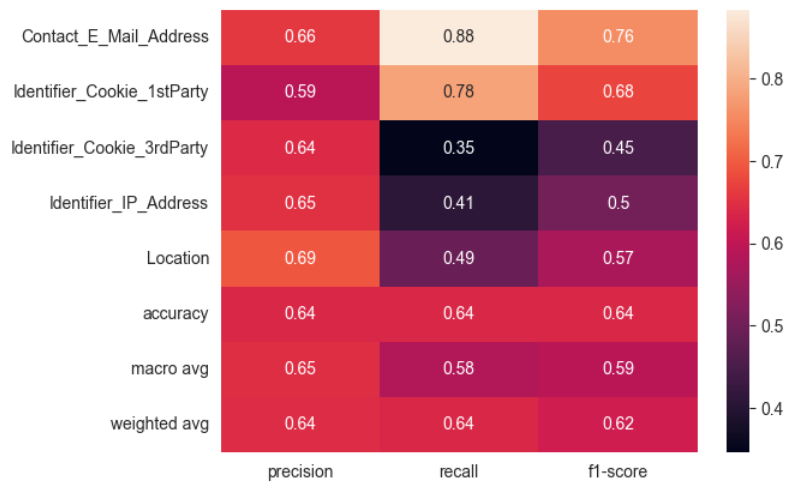 Contact_E_Mail_Address 0.66 0.88 0.76
Identifier_Cookie_1stParty 0.59 0.78 0.68
Identifier_Cookie_3rdParty 0.64 0.35 0.45
Identifier_IP_Address 0.65 0.41 0.5
Location 0.69 0.49 0.57
accuracy 0.64 0.64 0.64
macro avg 0.65 0.58 0.59
weighted avg 0.64 0.64 0.62
precision recall f1-score
0.8
0.7
0.6
0.5
0.4